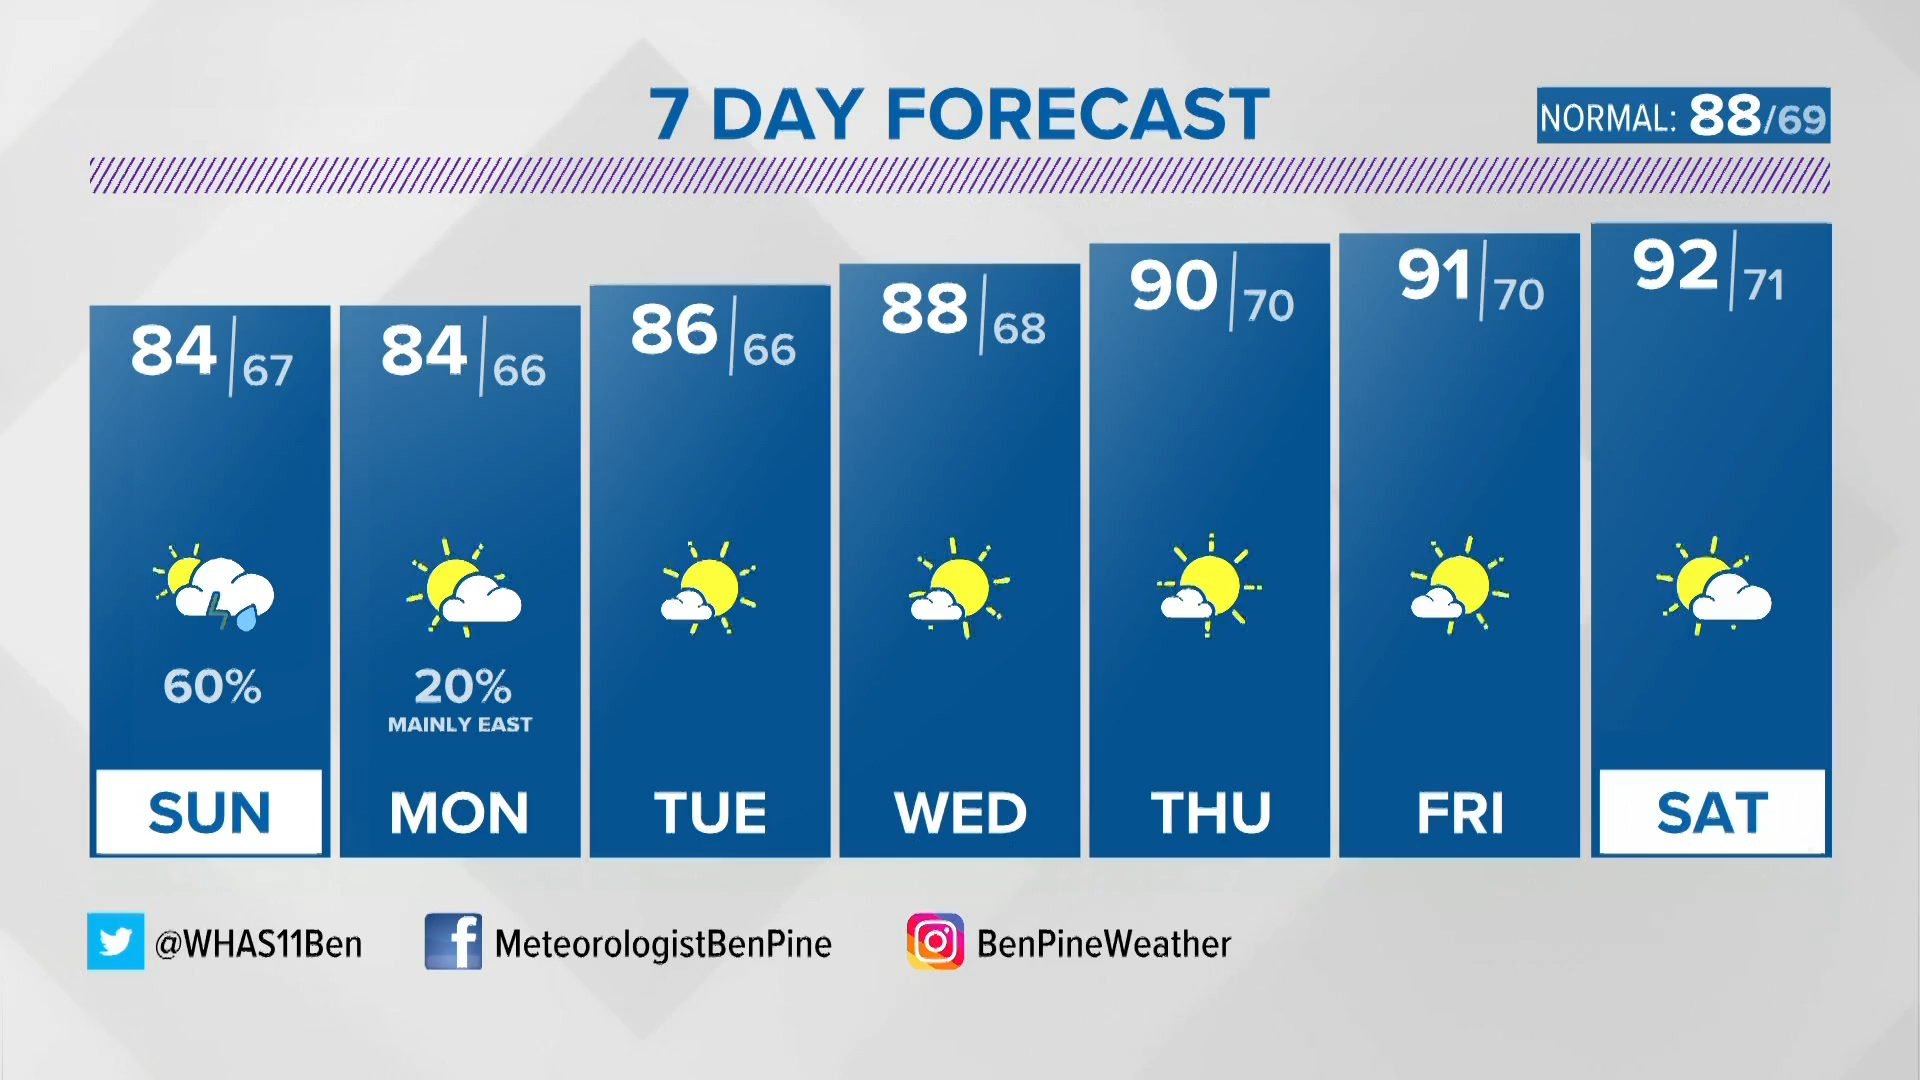 7 DAY FORECAST
NORMAL: 88/69
84/67
84/66
86/66
88/68
90/70
91/70
92/71
60%
20%
MAINLY EAST
SUN
MON
TUE
WED
THU
FRI
SAT
@WHAS11Ben
MeteorologistBenPine
BenPineWeather